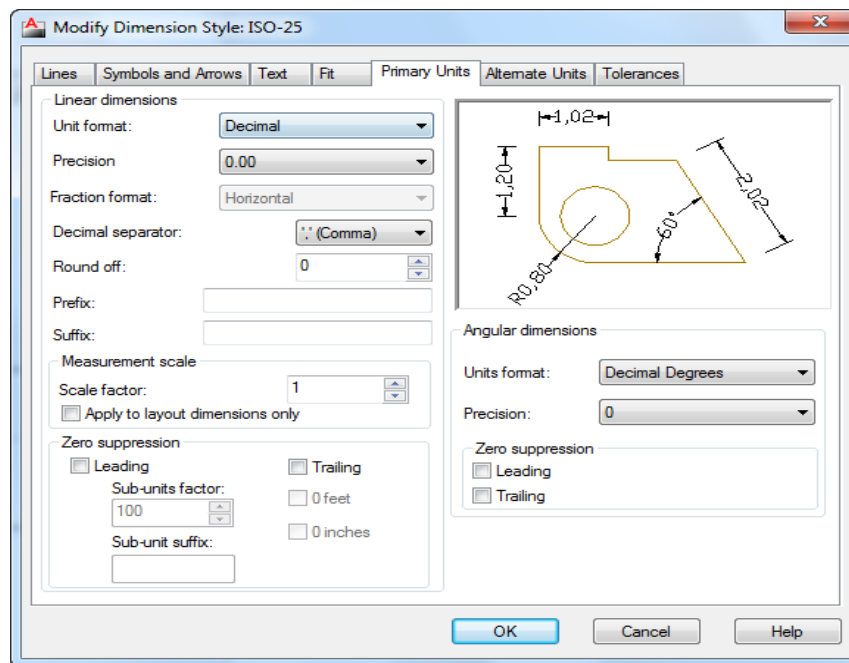 Modify Dimension Style: ISO-25
Lines Symbols and Arrows Text Fit Primary Units Alternate Units Tolerances
Linear dimensions
Unit format: Decimal
Precision 0.00
Fraction format: Horizontal
Decimal separator: ',' (Comma)
Round off: 0
Prefix:
Suffix:
Measurement scale
Scale factor: 1
Apply to layout dimensions only
Zero suppression
Leading
Trailing
Sub-units factor:
100
0 feet
0 inches
Sub-unit suffix:
1,02
1,20
2,02
60°
R0,80
Angular dimensions
Units format: Decimal Degrees
Precision: 0
Zero suppression
Leading
Trailing
OK Cancel Help